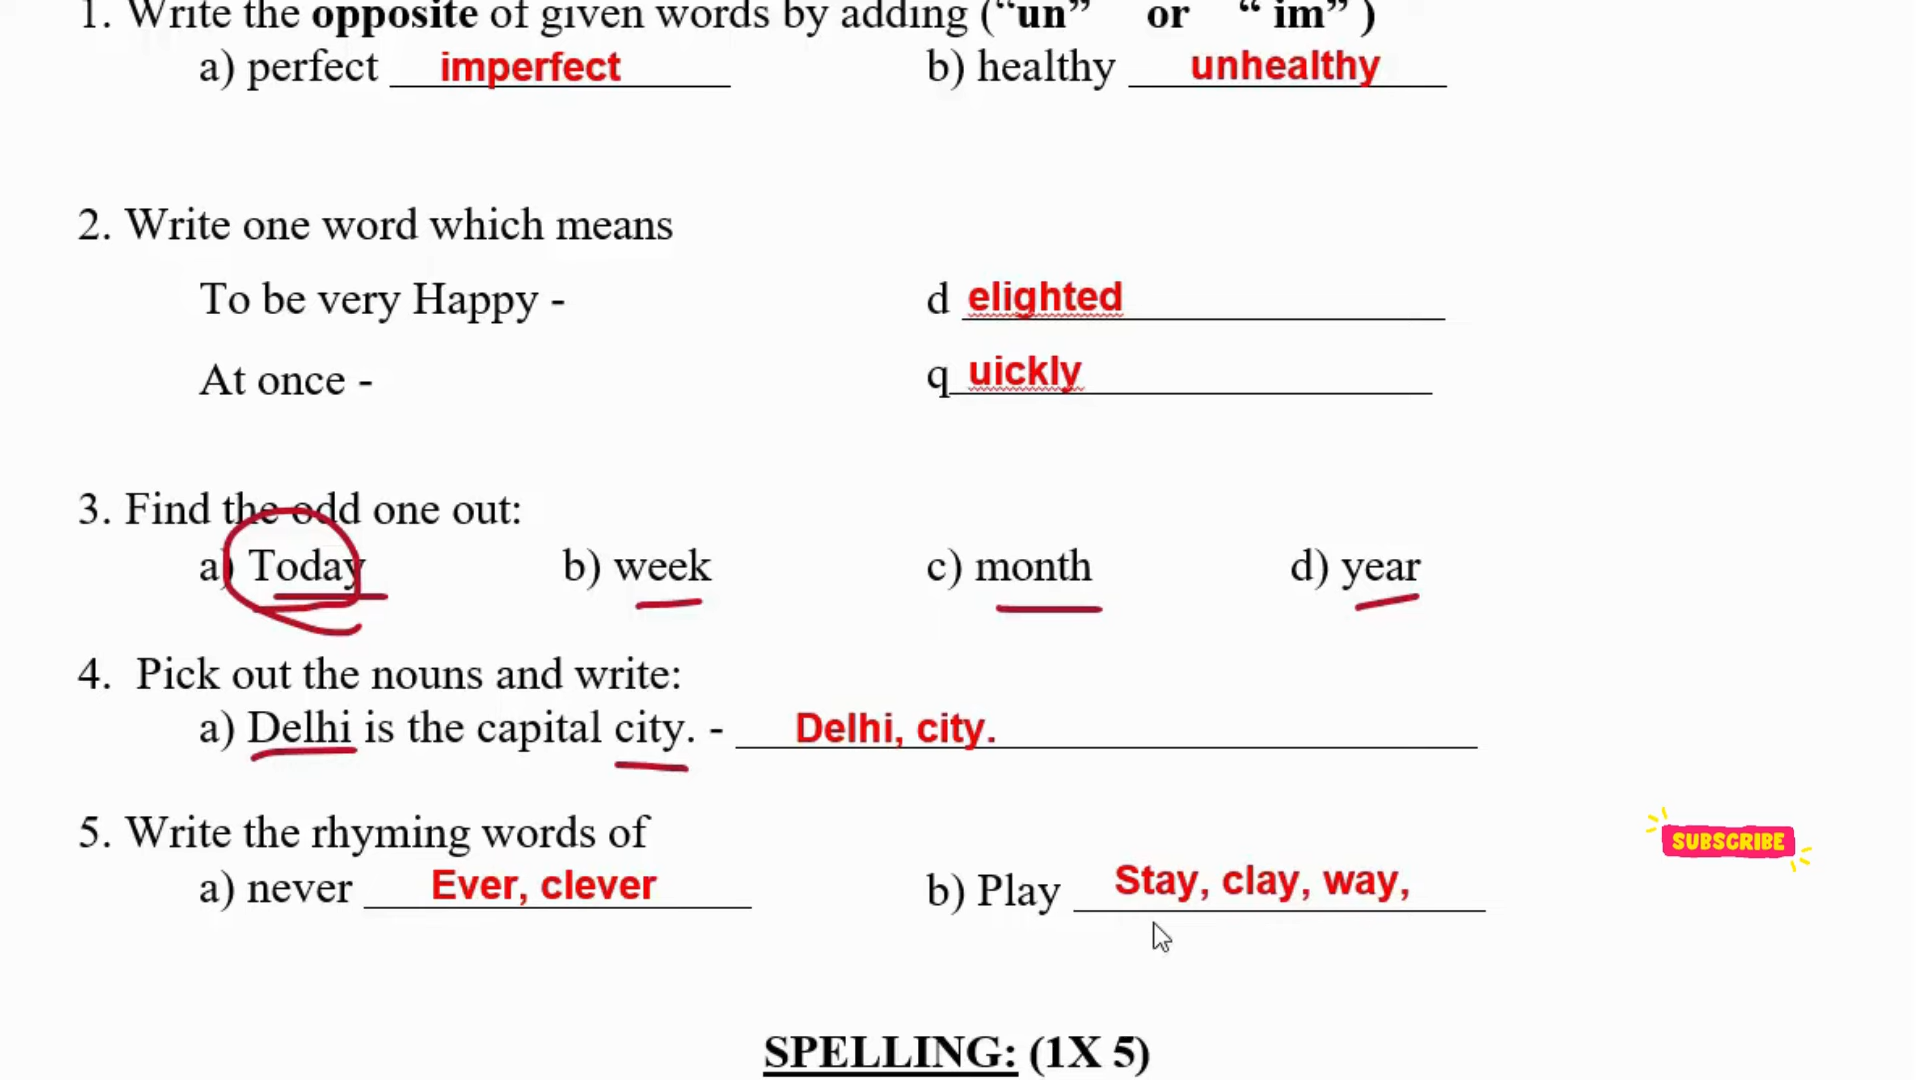 1. Write the opposite of given words by adding (“un” or “ im” )
a) perfect imperfect b) healthy unhealthy
2. Write one word which means
To be very Happy - d elighted
At once - q uickly
3. Find the odd one out:
a) Today b) week c) month d) year
4. Pick out the nouns and write:
a) Delhi is the capital city. - Delhi, city.
5. Write the rhyming words of
a) never Ever, clever b) Play Stay, clay, way,
SUBSCRIBE
SPELLING: (1X 5)